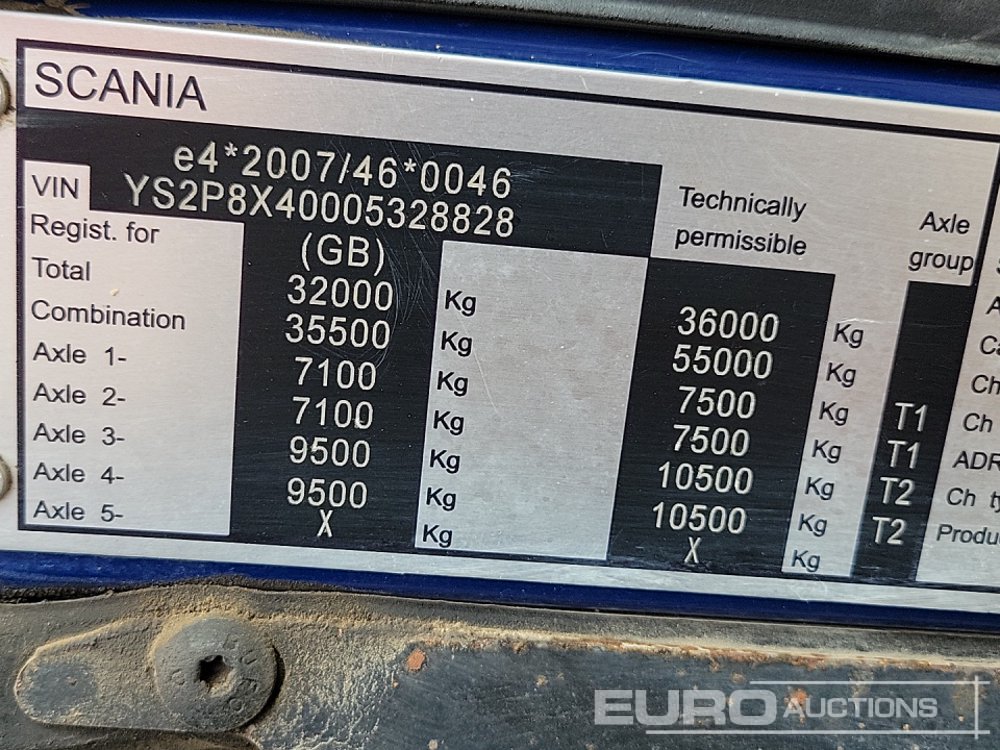 SCANIA
e4*2007/46*0046
VIN YS2P8X40005328828
Technically permissible
Axle group
Regist. for (GB)
Total 32000 Kg 36000 Kg
Combination 35500 Kg 55000 Kg
Axle 1- 7100 Kg 7500 Kg T1
Axle 2- 7100 Kg 7500 Kg T1
Axle 3- 9500 Kg 10500 Kg T2
Axle 4- 9500 Kg 10500 Kg T2
Axle 5- X Kg X Kg
Ch
Ch
ADR
Ch
EURO AUCTIONS